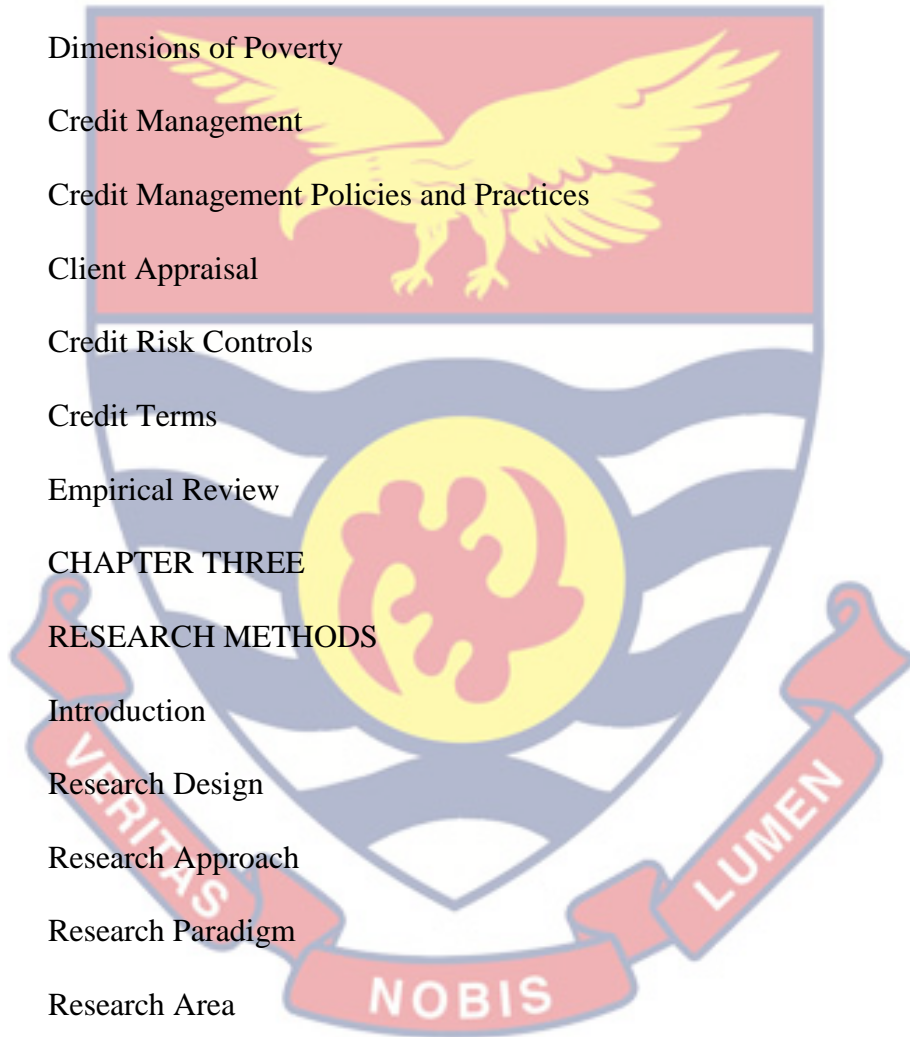 Dimensions of Poverty
Credit Management
Credit Management Policies and Practices
Client Appraisal
Credit Risk Controls
Credit Terms
Empirical Review
CHAPTER THREE
RESEARCH METHODS
Introduction
Research Design
Research Approach
Research Paradigm
Research Area
VERITAS
NOBIS
LUMEN